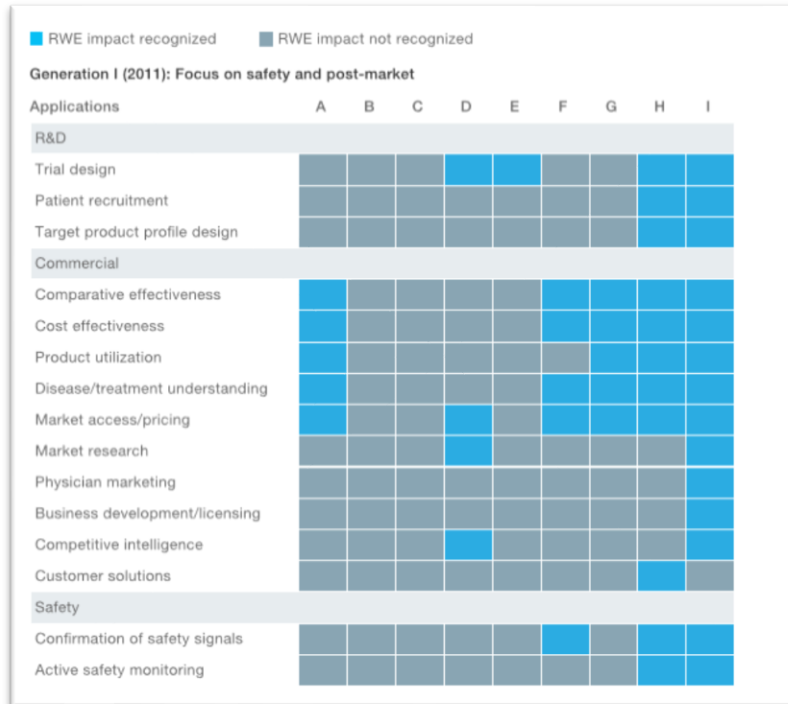 RWE impact recognized RWE impact not recognized
Generation I (2011): Focus on safety and post-market
Applications A B C D E F G H I
R&D
Trial design
Patient recruitment
Target product profile design
Commercial
Comparative effectiveness
Cost effectiveness
Product utilization
Disease/treatment understanding
Market access/pricing
Market research
Physician marketing
Business development/licensing
Competitive intelligence
Customer solutions
Safety
Confirmation of safety signals
Active safety monitoring